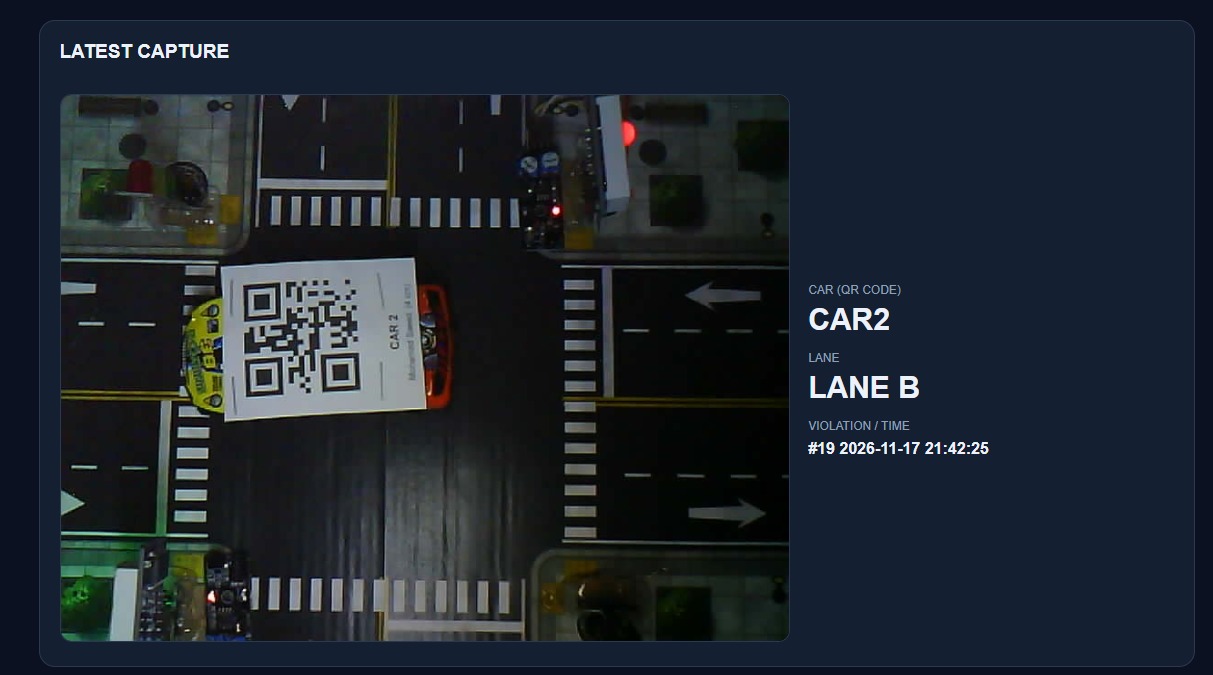 LATEST CAPTURE
CAR 2
CAR (QR CODE)
CAR2
LANE
LANE B
VIOLATION / TIME
#19 2026-11-17 21:42:25